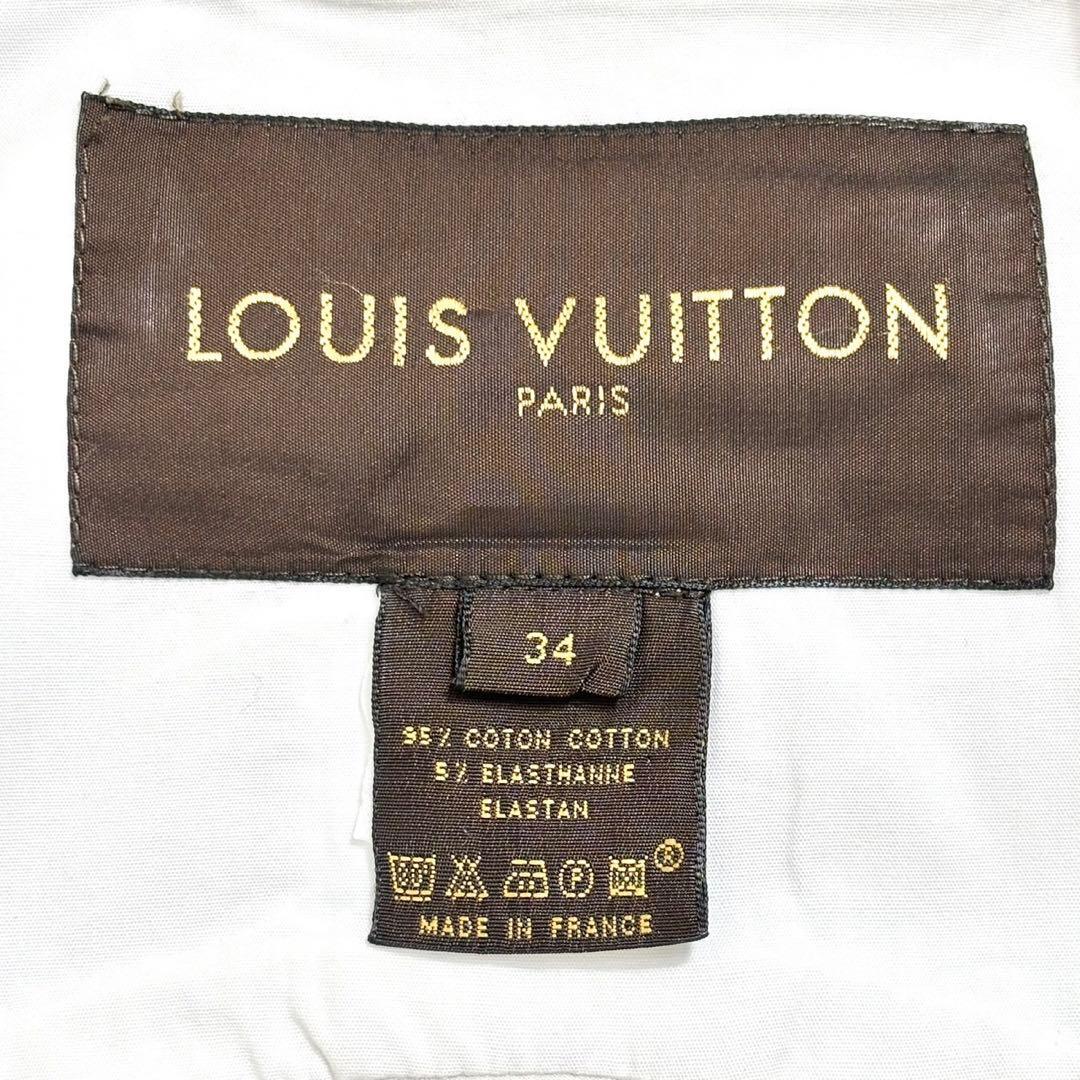 LOUIS VUITTON
PARIS
34
95% COTON COTTON
5% ELASTHANNE
ELASTAN
P ®
MADE IN FRANCE